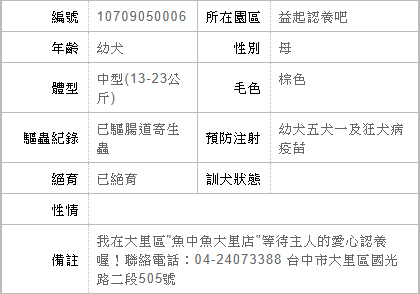 編號 10709050006 所在園區 益起認養吧
年齡 幼犬 性別 母
體型 中型(13-23公斤) 毛色 棕色
驅蟲紀錄 已驅腸道寄生蟲 預防注射 幼犬五犬一及狂犬病疫苗
絕育 已絕育 訓犬狀態
性情
備註 我在大里區"魚中魚大里店"等待主人的愛心認養
喔！聯絡電話：04-24073388 台中市大里區國光
路二段505號